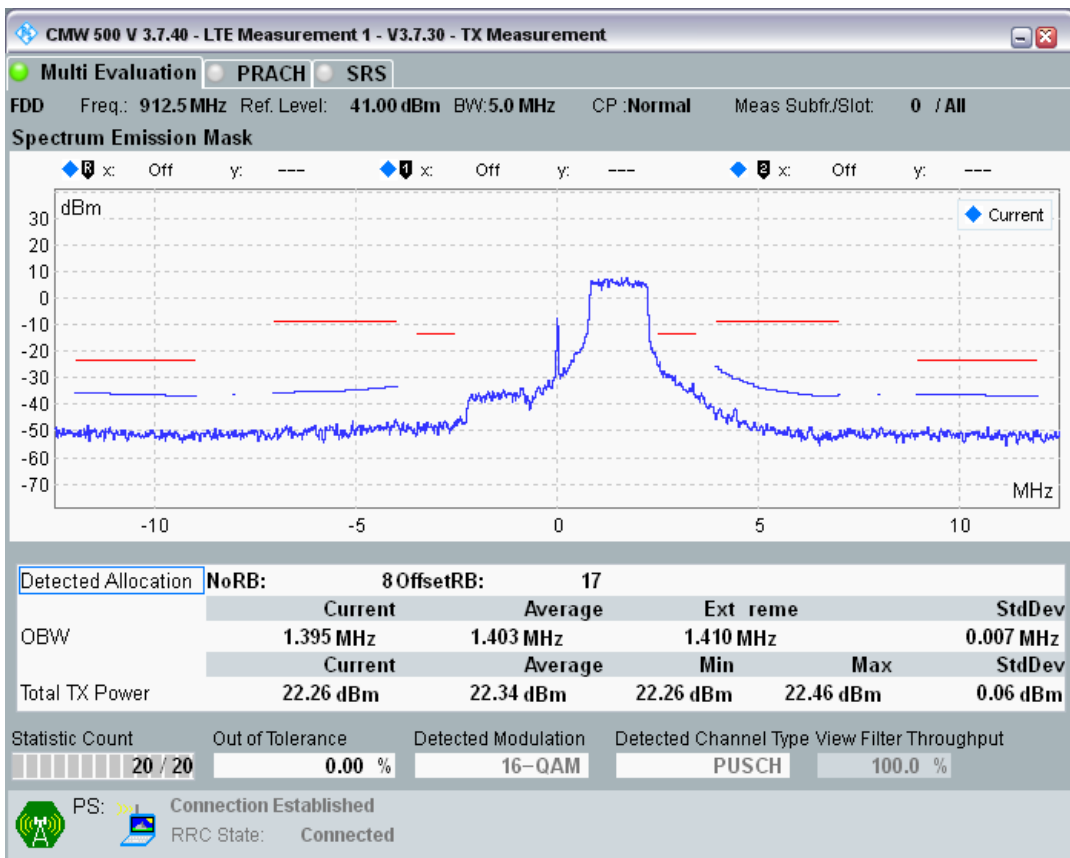 CMW 500 V 3.7.40 - LTE Measurement 1 - V3.7.30 - TX Measurement
Multi Evaluation PRACH SRS
FDD Freq.: 912.5 MHz Ref. Level: 41.00 dBm BW:5.0 MHz CP :Normal Meas Subfr./Slot: 0 / All
Spectrum Emission Mask
R x: Off y: --- 1 x: Off y: --- 2 x: Off y: ---
dBm
Current
30
20
10
0
-10
-20
-30
-40
-50
-60
-70
MHz
-10 -5 0 5 10
Detected Allocation NoRB: 8 OffsetRB: 17
Current Average Ext reme StdDev
OBW 1.395 MHz 1.403 MHz 1.410 MHz 0.007 MHz
Current Average Min Max StdDev
Total TX Power 22.26 dBm 22.34 dBm 22.26 dBm 22.46 dBm 0.06 dBm
Statistic Count Out of Tolerance Detected Modulation Detected Channel Type View Filter Throughput
20 / 20 0.00 % 16-QAM PUSCH 100.0 %
PS: Connection Established
RRC State: Connected